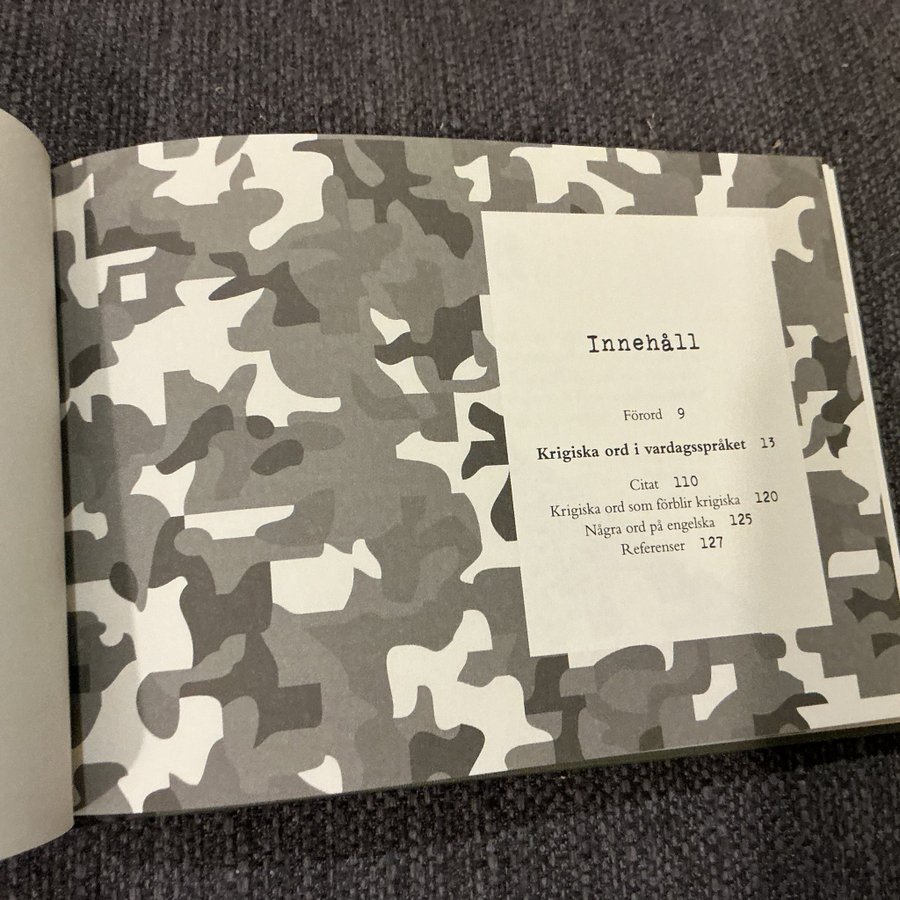 Innehåll
Förord 9
Krigiska ord i vardagsspråket 13
Citat 110
Krigiska ord som förblir krigiska 120
Några ord på engelska 125
Referenser 127